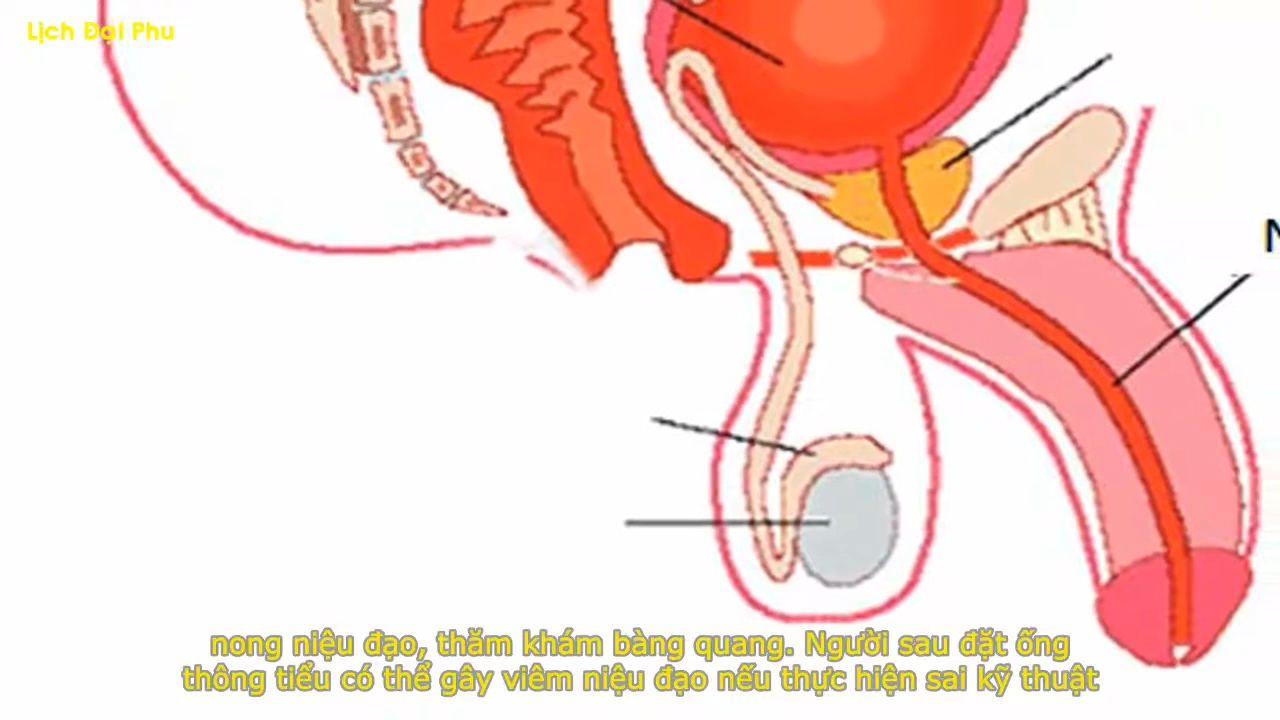 Lịch Đại Phu
N
nong niệu đạo, thăm khám bàng quang. Người sau đặt ống
thông tiểu có thể gây viêm niệu đạo nếu thực hiện sai kỹ thuật